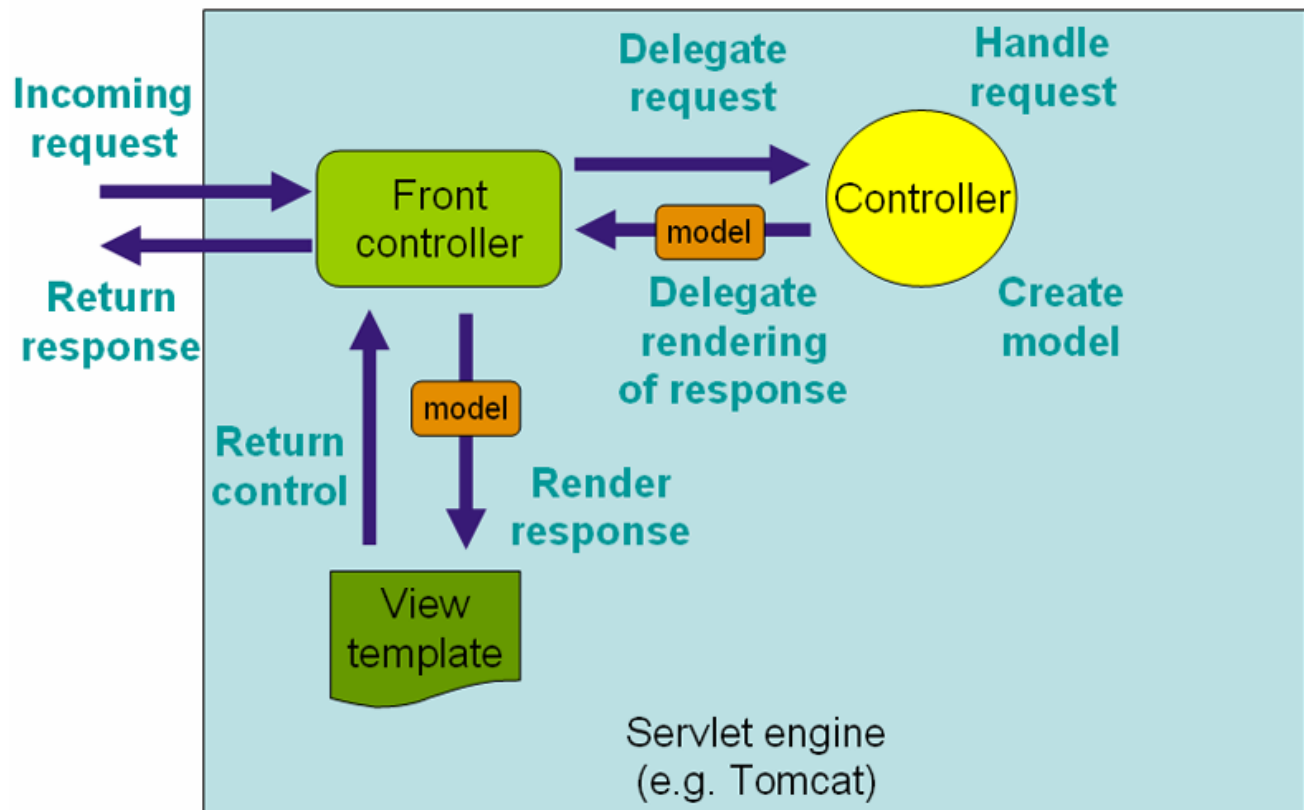 Incoming
request
Return
response
Front
controller
Delegate
request
Handle
request
Controller
model
Delegate
rendering
of response
Create
model
model
Return
control
Render
response
View
template
Servlet engine
(e.g. Tomcat)